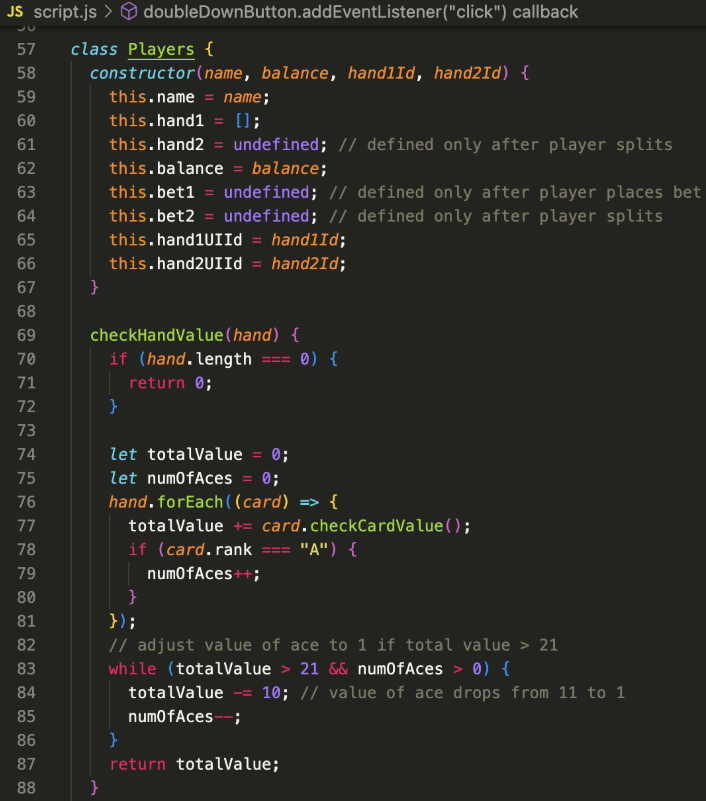 JS script.js > doubleDownButton.addEventListener("click") callback
57 class Players {
58 constructor(name, balance, hand1Id, hand2Id) {
59 this.name = name;
60 this.hand1 = [];
61 this.hand2 = undefined; // defined only after player splits
62 this.balance = balance;
63 this.bet1 = undefined; // defined only after player places bet
64 this.bet2 = undefined; // defined only after player splits
65 this.hand1UIId = hand1Id;
66 this.hand2UIId = hand2Id;
67 }
68
69 checkHandValue(hand) {
70 if (hand.length === 0) {
71 return 0;
72 }
73
74 let totalValue = 0;
75 let numOfAces = 0;
76 hand.forEach((card) => {
77 totalValue += card.checkCardValue();
78 if (card.rank === "A") {
79 numOfAces++;
80 }
81 });
82 // adjust value of ace to 1 if total value > 21
83 while (totalValue > 21 && numOfAces > 0) {
84 totalValue -= 10; // value of ace drops from 11 to 1
85 numOfAces--;
86 }
87 return totalValue;
88 }